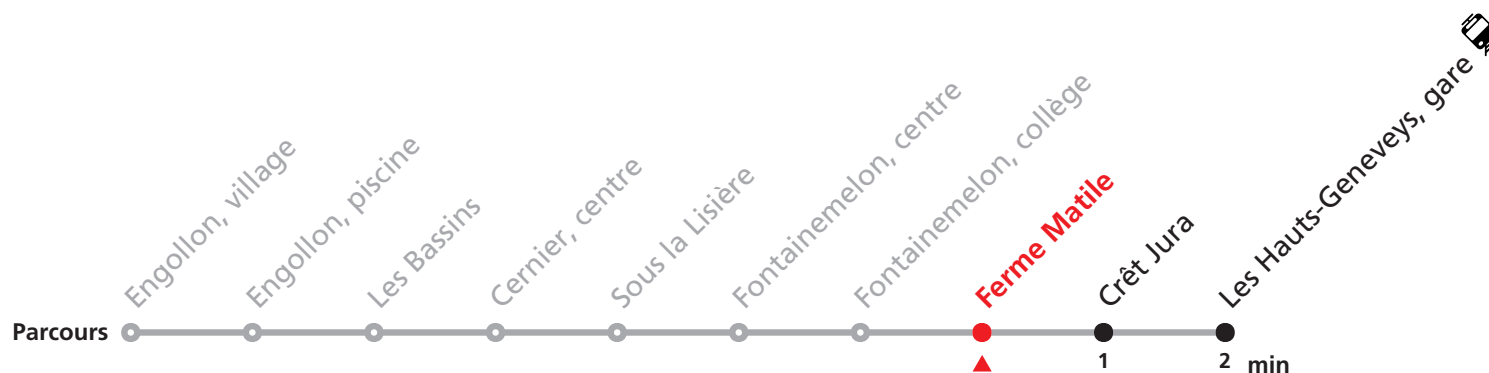 Engollon, village
Engollon, piscine
Les Bassins
Cernier, centre
Sous la Lisière
Fontainemelon, centre
Fontainemelon, collège
Ferme Matile
Crêt Jura
Les Hauts-Geneveys, gare
Parcours
1
2 min